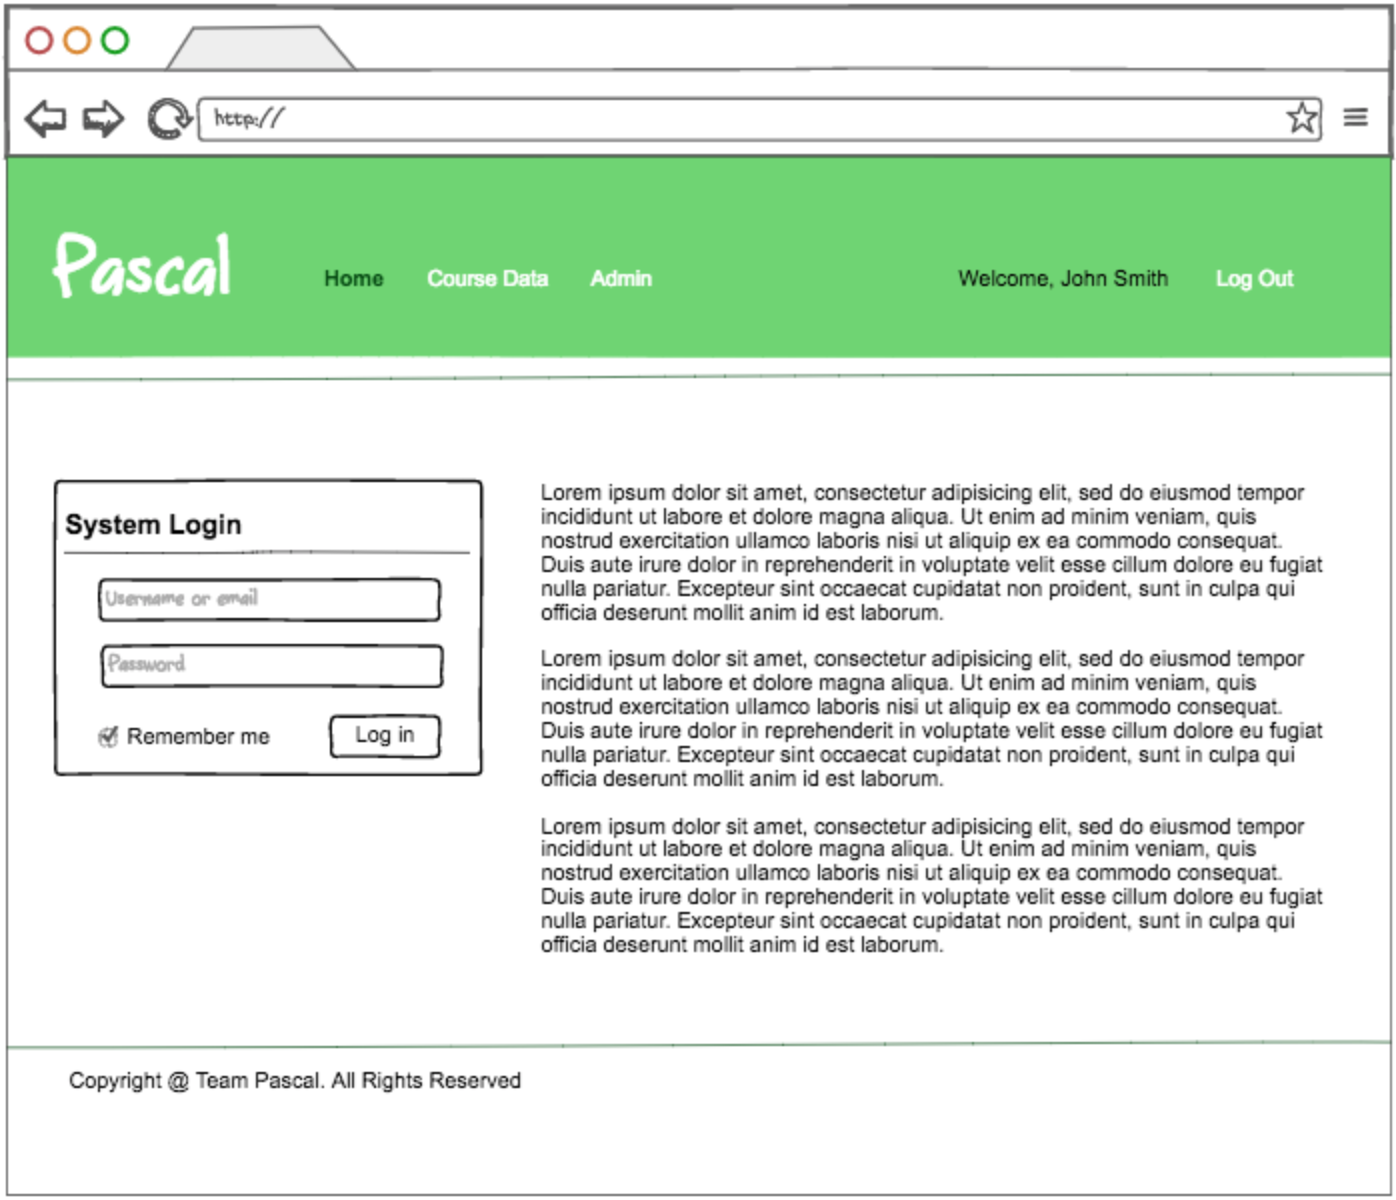 http://
Pascal
Home Course Data Admin Welcome, John Smith Log Out
System Login
Username or email
Password
Remember me
Log in
Lorem ipsum dolor sit amet, consectetur adipisicing elit, sed do eiusmod tempor
incididunt ut labore et dolore magna aliqua. Ut enim ad minim veniam, quis
nostrud exercitation ullamco laboris nisi ut aliquip ex ea commodo consequat.
Duis aute irure dolor in reprehenderit in voluptate velit esse cillum dolore eu fugiat
nulla pariatur. Excepteur sint occaecat cupidatat non proident, sunt in culpa qui
officia deserunt mollit anim id est laborum.
Lorem ipsum dolor sit amet, consectetur adipisicing elit, sed do eiusmod tempor
incididunt ut labore et dolore magna aliqua. Ut enim ad minim veniam, quis
nostrud exercitation ullamco laboris nisi ut aliquip ex ea commodo consequat.
Duis aute irure dolor in reprehenderit in voluptate velit esse cillum dolore eu fugiat
nulla pariatur. Excepteur sint occaecat cupidatat non proident, sunt in culpa qui
officia deserunt mollit anim id est laborum.
Lorem ipsum dolor sit amet, consectetur adipisicing elit, sed do eiusmod tempor
incididunt ut labore et dolore magna aliqua. Ut enim ad minim veniam, quis
nostrud exercitation ullamco laboris nisi ut aliquip ex ea commodo consequat.
Duis aute irure dolor in reprehenderit in voluptate velit esse cillum dolore eu fugiat
nulla pariatur. Excepteur sint occaecat cupidatat non proident, sunt in culpa qui
officia deserunt mollit anim id est laborum.
Copyright @ Team Pascal. All Rights Reserved